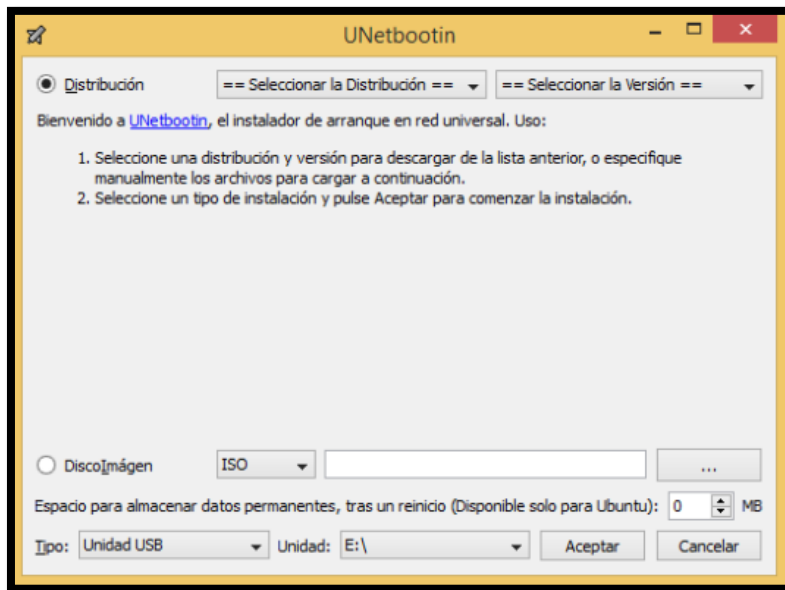 UNetbootin
Distribución == Seleccionar la Distribución == == Seleccionar la Versión ==
Bienvenido a UNetbootin, el instalador de arranque en red universal. Uso:
1. Seleccione una distribución y versión para descargar de la lista anterior, o especifique
manualmente los archivos para cargar a continuación.
2. Seleccione un tipo de instalación y pulse Aceptar para comenzar la instalación.
DiscoImágen ISO ...
Espacio para almacenar datos permanentes, tras un reinicio (Disponible solo para Ubuntu): 0 MB
Tipo: Unidad USB Unidad: E:\ Aceptar Cancelar